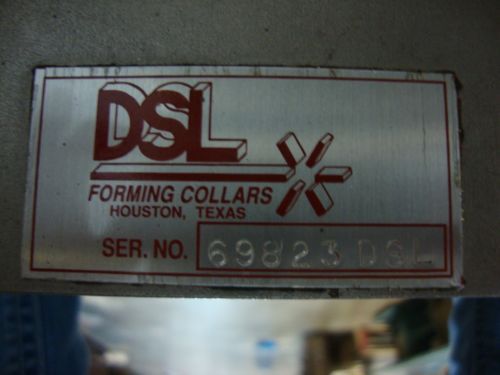 DSL
FORMING COLLARS
HOUSTON, TEXAS
SER. NO. 69823 DSL